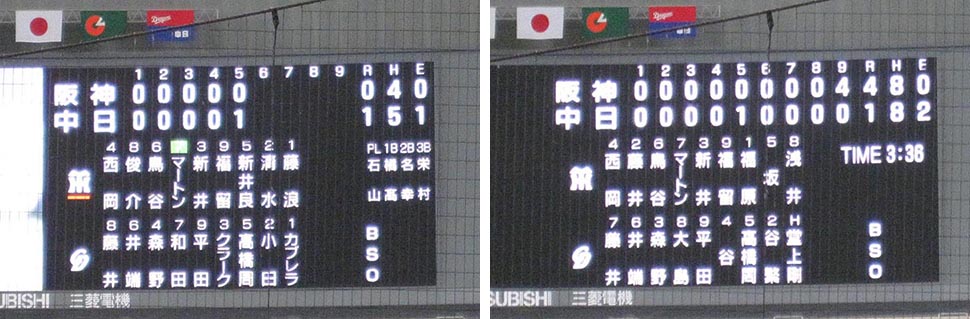 Dragons
中日
1 2 3 4 5 6 7 8 9 R H E
阪神 0 0 0 0 0 0 4 0
中日 0 0 0 0 1 1 5 1
4 8 6 7 3 9 5 2 1
西岡 俊介 鳥谷 マートン 新井 福留 新井良 清水 藤浪
PL 1B 2B 3B
石山 橋高 名幸 栄村
8 6 4 7 9 3 5 2 1
藤井 井端 森野 和田 平田 クラーク 高橋周 小田 カブレラ
B S O
UBISHI 三菱電機
Dragons
中日
1 2 3 4 5 6 7 8 9 R H E
阪神 0 0 0 0 0 0 0 0 4 4 8 0
中日 0 0 0 0 1 0 0 0 0 1 8 2
4 2 6 7 3 9 1 5 8
西岡 藤井 鳥谷 マートン 新井 福留 福原 坂 浅井
TIME 3:36
7 6 3 8 9 4 5 2 H
藤井 井端 森野 大島 平田 谷 高橋周 谷繁 堂上剛
B S O
SUBISHI 三菱電機